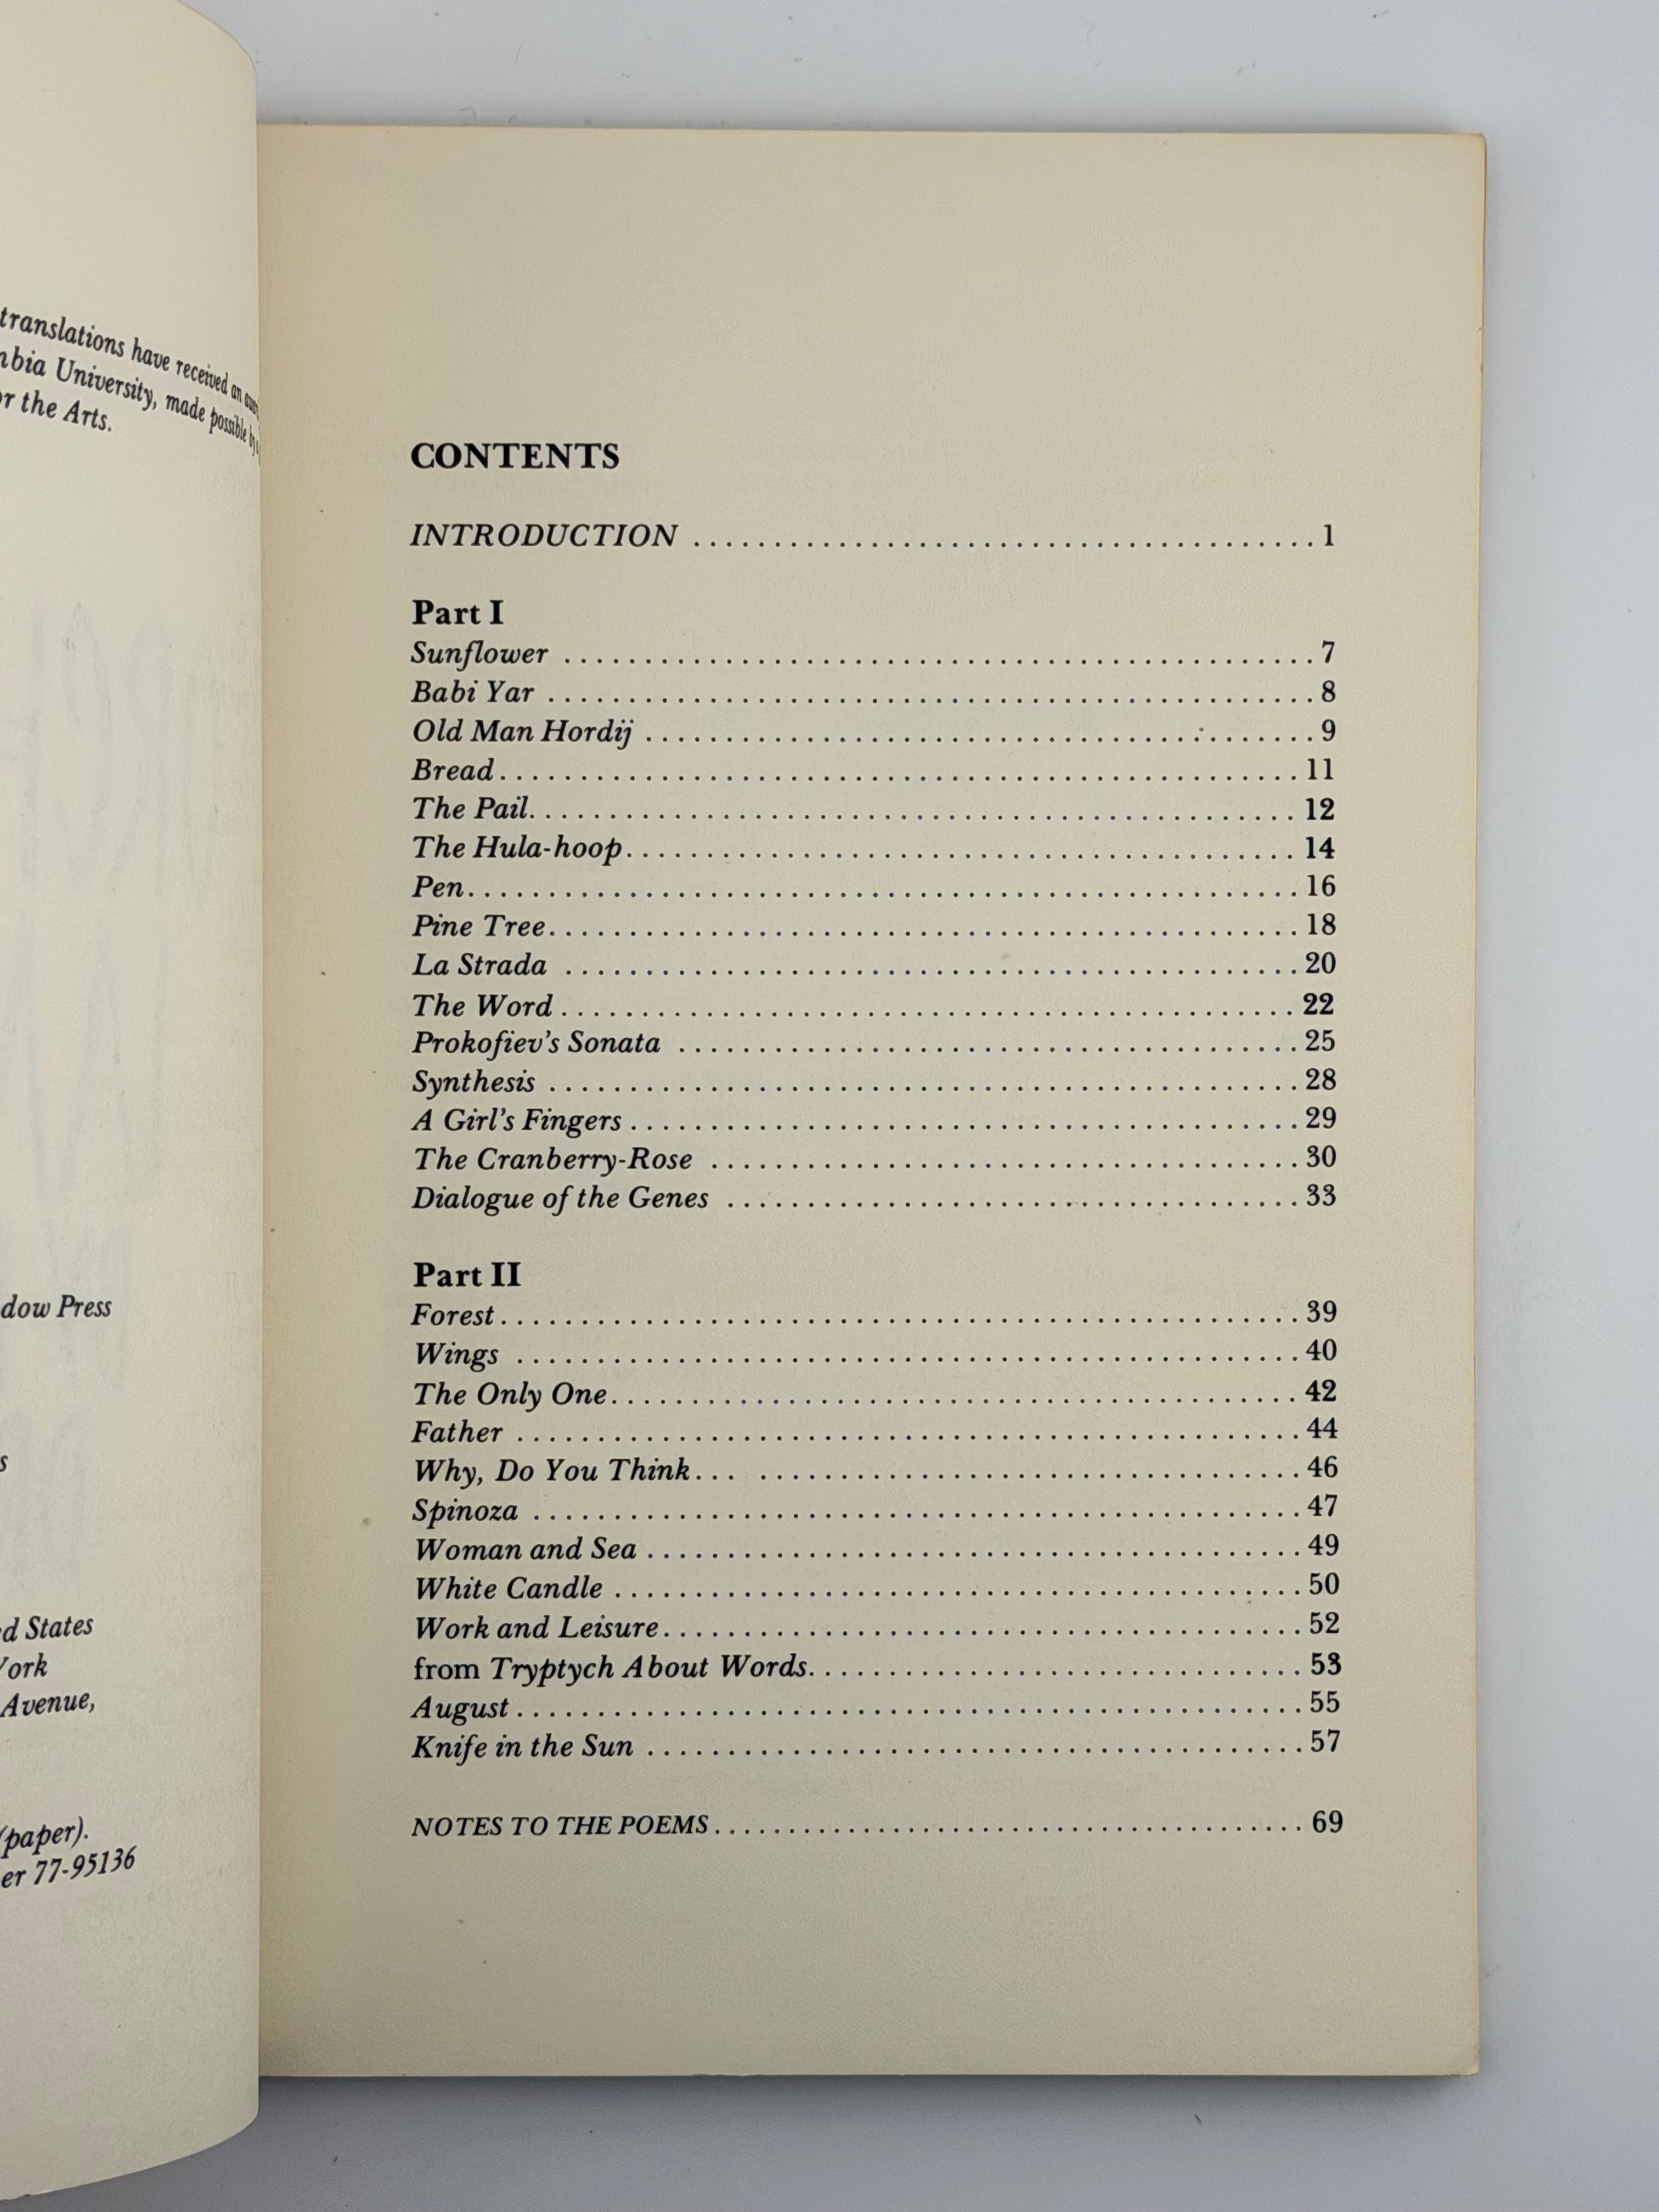 translations have received an
mbia University, made possible by
or the Arts.
dow Press
s
ed States
York
Avenue,
(paper).
er 77-95136
CONTENTS
INTRODUCTION ........................................ 1
Part I
Sunflower ................................................ 7
Babi Yar ................................................. 8
Old Man Hordij ........................................... 9
Bread .................................................... 11
The Pail ................................................. 12
The Hula-hoop ............................................ 14
Pen ...................................................... 16
Pine Tree ................................................ 18
La Strada ................................................ 20
The Word ................................................. 22
Prokofiev's Sonata ....................................... 25
Synthesis ................................................ 28
A Girl's Fingers ......................................... 29
The Cranberry-Rose ....................................... 30
Dialogue of the Genes .................................... 33
Part II
Forest ................................................... 39
Wings .................................................... 40
The Only One ............................................. 42
Father ................................................... 44
Why, Do You Think... ..................................... 46
Spinoza .................................................. 47
Woman and Sea ............................................ 49
White Candle ............................................. 50
Work and Leisure ......................................... 52
from Tryptych About Words ................................ 53
August ................................................... 55
Knife in the Sun ......................................... 57
NOTES TO THE POEMS ....................................... 69